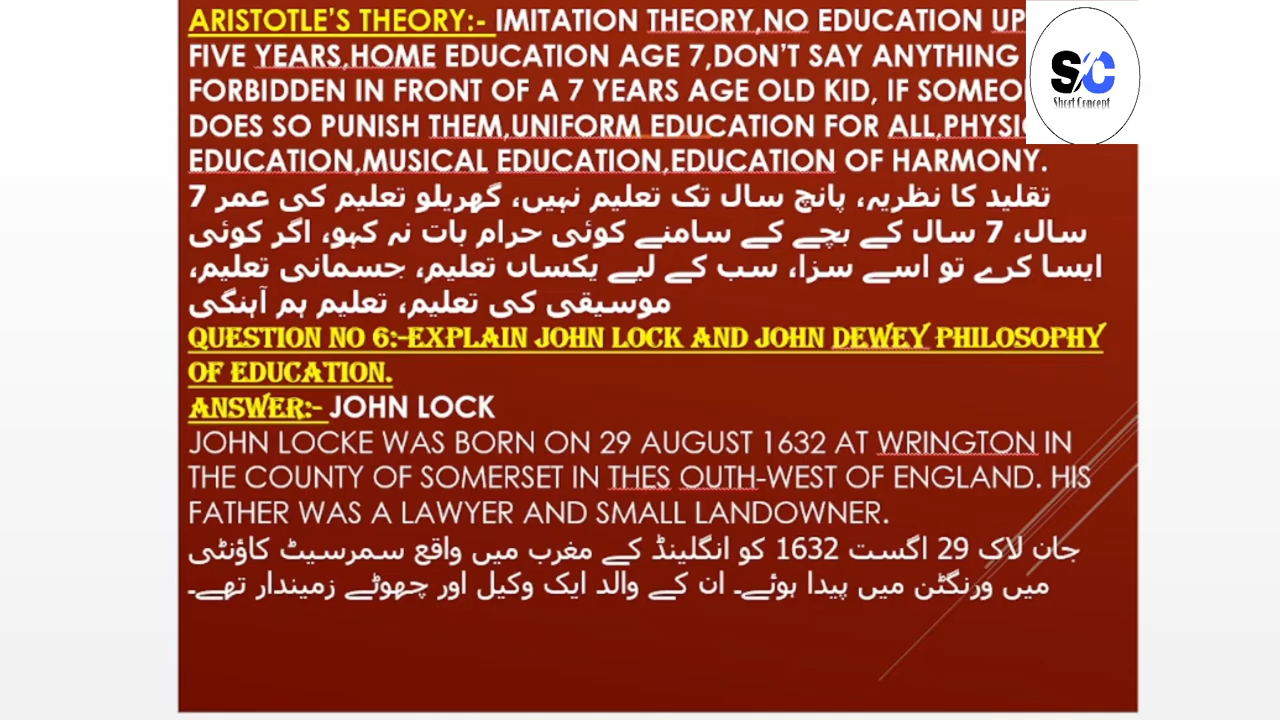 ARISTOTLE'S THEORY:- IMITATION THEORY,NO EDUCATION UP
FIVE YEARS,HOME EDUCATION AGE 7,DON'T SAY ANYTHING
FORBIDDEN IN FRONT OF A 7 YEARS AGE OLD KID, IF
DOES SO PUNISH THEM,UNIFORM EDUCATION FOR ALL,
EDUCATION,MUSICAL EDUCATION,EDUCATION OF HARMONY.
تقلید کا نظریہ، پانچ سال تک تعلیم نہیں، گھریلو تعلیم کی عمر 7
سال، 7 سال کے بچے کے سامنے کوئی حرام بات نہ کہو، اگر کوئی
ایسا کرے تو اسے سزا، سب کے لیے یکساں تعلیم، جسمانی تعلیم،
موسیقی کی تعلیم، تعلیم ہم آہنگی
QUESTION NO 6:-EXPLAIN JOHN LOCK AND JOHN DEWEY PHILOSOPHY
OF EDUCATION.
ANSWER:- JOHN LOCK
JOHN LOCKE WAS BORN ON 29 AUGUST 1632 AT WRINGTON IN
THE COUNTY OF SOMERSET IN THES OUTH-WEST OF ENGLAND. HIS
FATHER WAS A LAWYER AND SMALL LANDOWNER.
جان لاک 29 اگست 1632 کو انگلینڈ کے مغرب میں واقع سمرسیٹ کاؤنٹی
میں ورنگٹن میں پیدا ہوئے۔ ان کے والد ایک وکیل اور چھوٹے زمیندار تھے۔
S/C
Short Concept